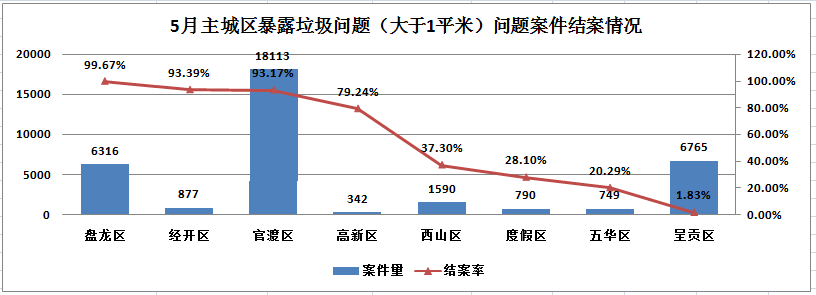 5月主城区暴露垃圾问题（大于1平米）问题案件结案情况
20000
15000
10000
5000
0
120.00%
100.00%
80.00%
60.00%
40.00%
20.00%
0.00%
99.67%
93.39%
93.17%
79.24%
37.30%
28.10%
20.29%
1.83%
6316
877
18113
342
1590
790
749
6765
盘龙区
经开区
官渡区
高新区
西山区
度假区
五华区
呈贡区
案件量
结案率